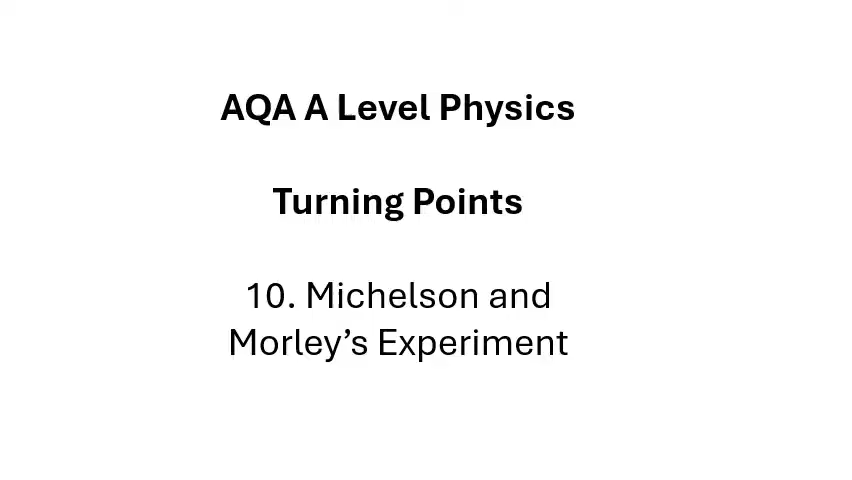 AQA A Level Physics
Turning Points
10. Michelson and
Morley’s Experiment